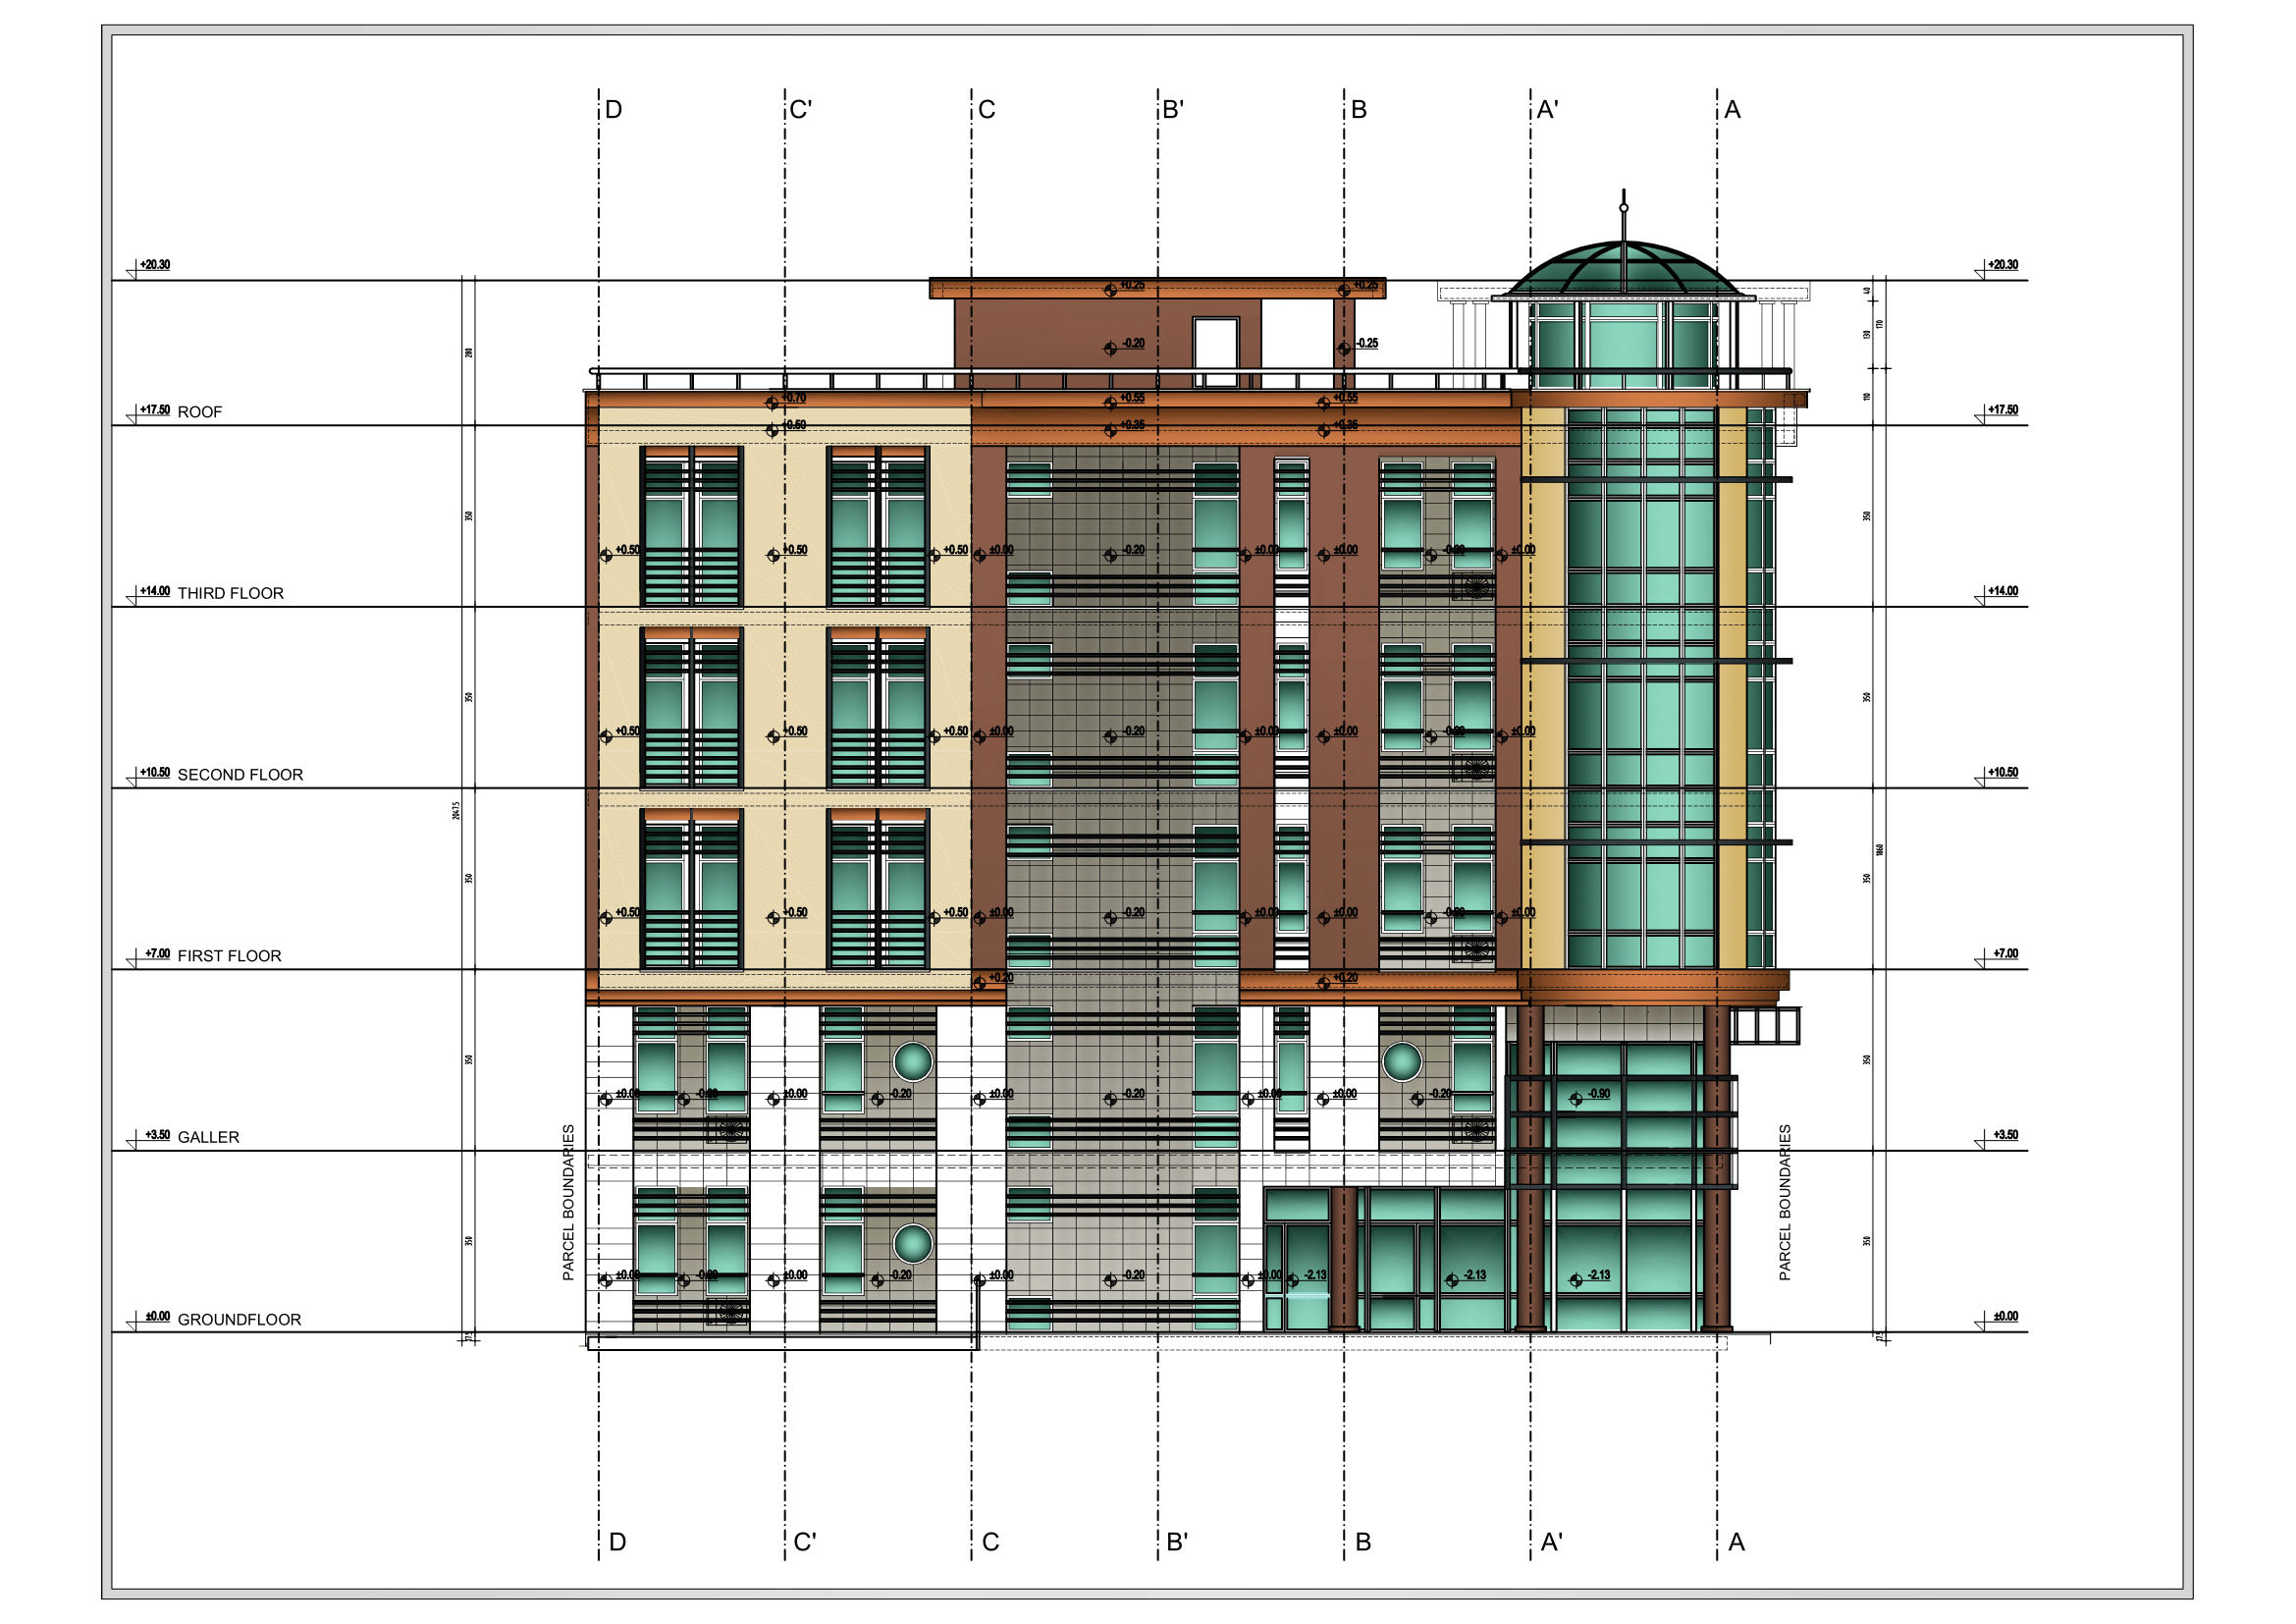 D C' C B' B A' A
+20.30 +20.30
+0.25 +0.25
40
170
280 -0.20 -0.25 130
+0.70 +0.55 +0.55 110
+17.50 ROOF +17.50
+0.50 +0.35 +0.35
350 350
+0.50 +0.50 +0.50 ±0.00 -0.20 ±0.00 ±0.00 -0.20 ±0.00
+14.00 THIRD FLOOR +14.00
350 350
+0.50 +0.50 +0.50 ±0.00 -0.20 ±0.00 ±0.00 -0.20 ±0.00
+10.50 SECOND FLOOR +10.50
2047.5 1860
350 350
+0.50 +0.50 +0.50 ±0.00 -0.20 ±0.00 ±0.00 -0.20 ±0.00
+7.00 FIRST FLOOR +7.00
+0.20 +0.20
350 350
±0.00 -0.20 ±0.00 -0.20 ±0.00 -0.20 ±0.00 ±0.00 -0.20 -0.90
+3.50 GALLER +3.50
PARCEL BOUNDARIES PARCEL BOUNDARIES
350 350
±0.00 -0.20 ±0.00 -0.20 ±0.00 -0.20 ±0.00 -2.13 -2.13 -2.13
±0.00 GROUNDFLOOR ±0.00
17.5 17.5
D C' C B' B A' A